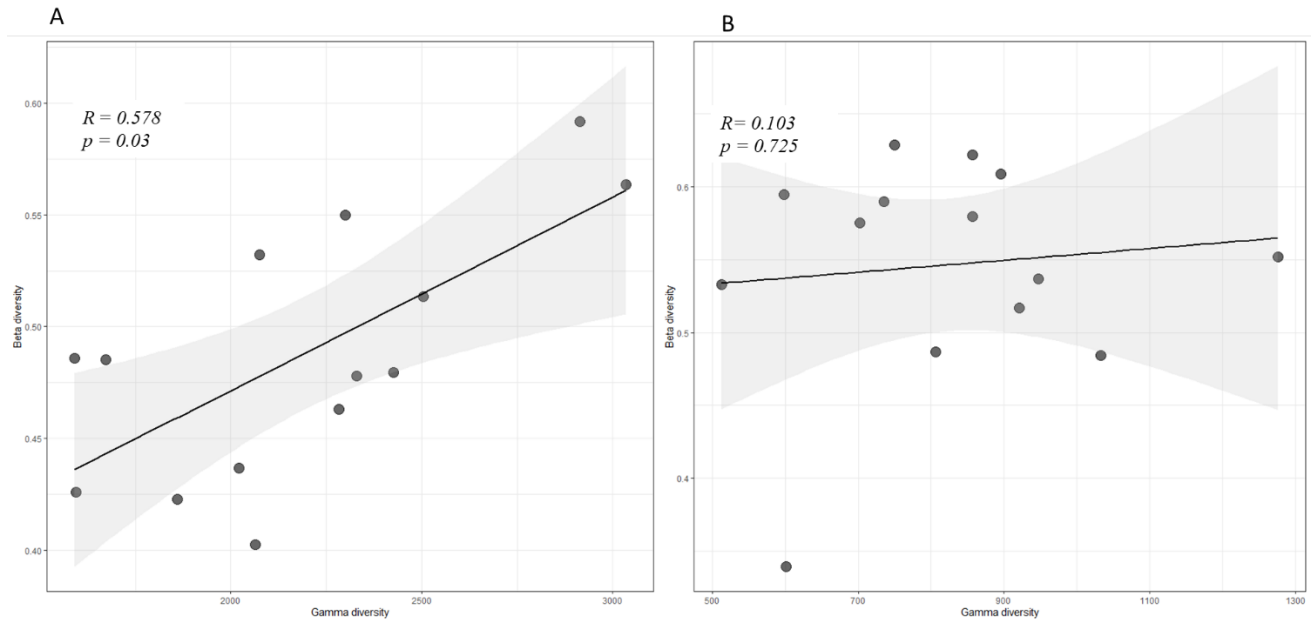 A
R = 0.578
p = 0.03
0.60
0.55
0.50
0.45
0.40
Beta diversity
2000
2500
3000
Gamma diversity
B
R= 0.103
p = 0.725
0.6
0.5
0.4
Beta diversity
500
700
900
1100
1300
Gamma diversity